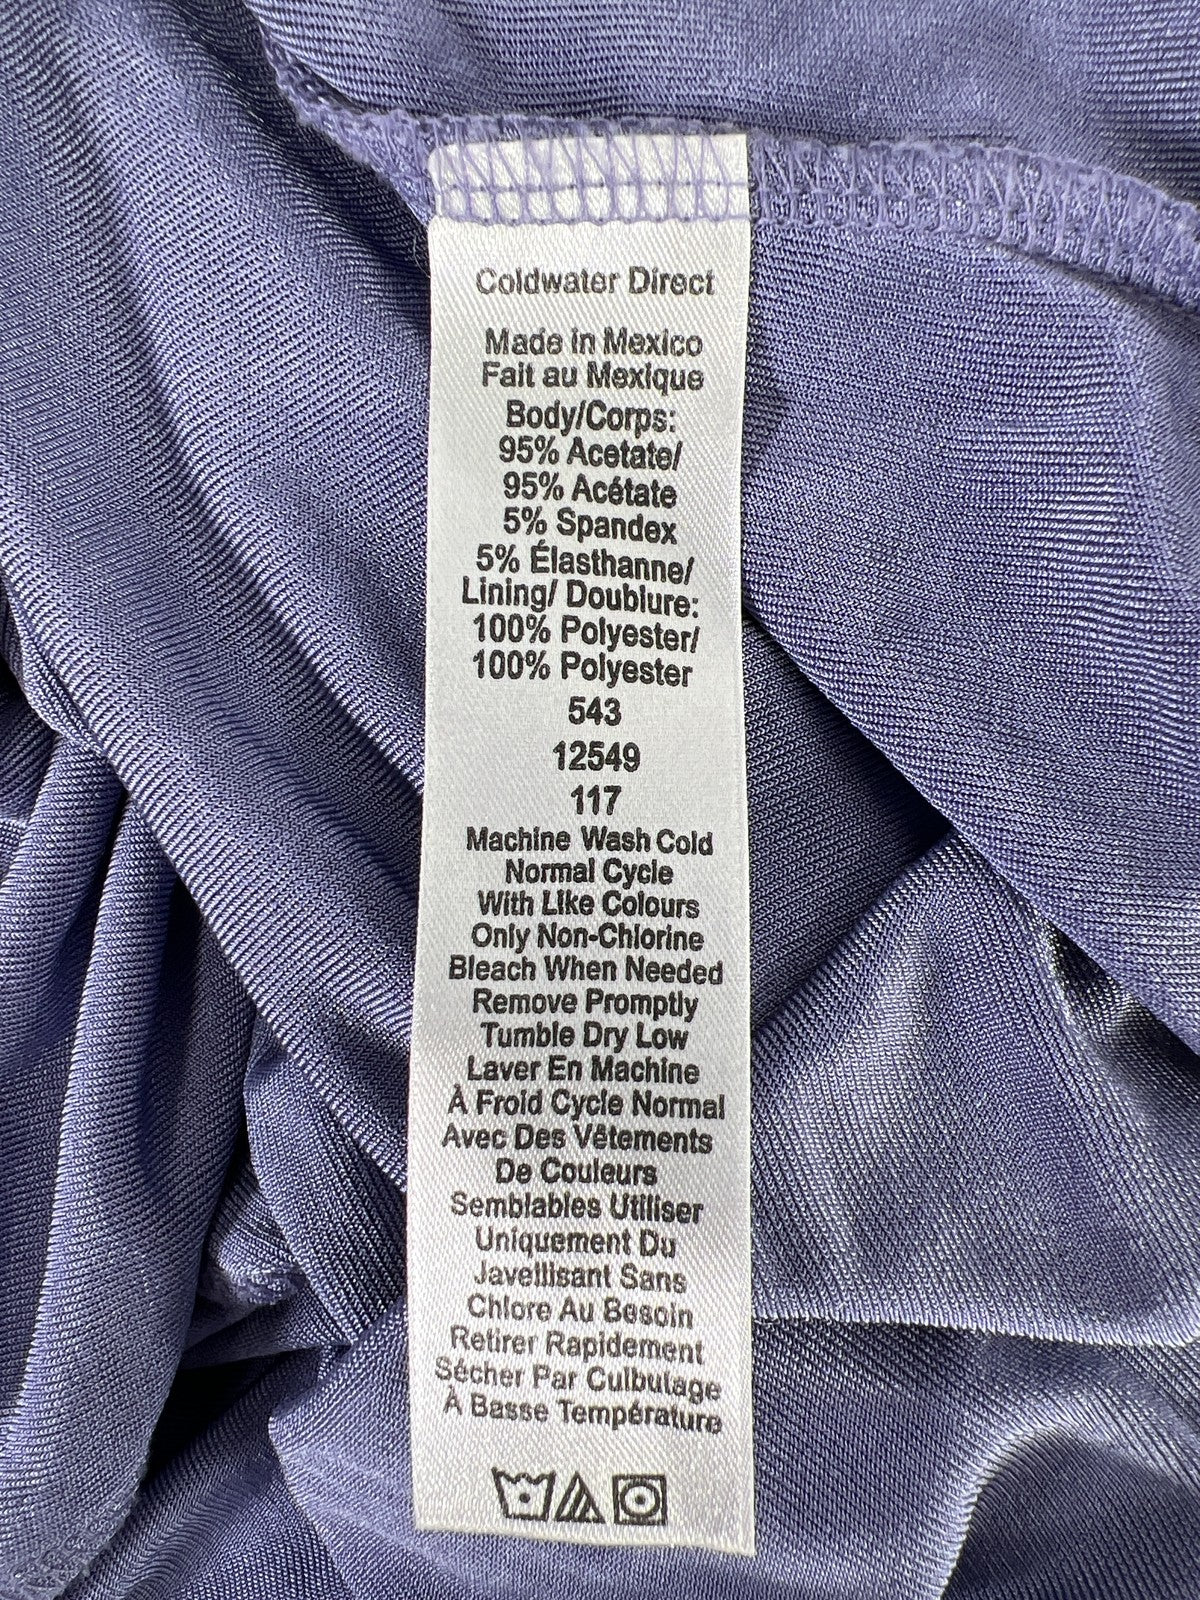 Coldwater Direct
Made in Mexico
Fait au Mexique
Body/Corps:
95% Acetate/
95% Acétate
5% Spandex
5% Élasthanne/
Lining/ Doublure:
100% Polyester/
100% Polyester
543
12549
117
Machine Wash Cold
Normal Cycle
With Like Colours
Only Non-Chlorine
Bleach When Needed
Remove Promptly
Tumble Dry Low
Laver En Machine
À Froid Cycle Normal
Avec Des Vêtements
De Couleurs
Semblables Utiliser
Uniquement Du
Javellisant Sans
Chlore Au Besoin
Retirer Rapidement
Sécher Par Culbutage
À Basse Température